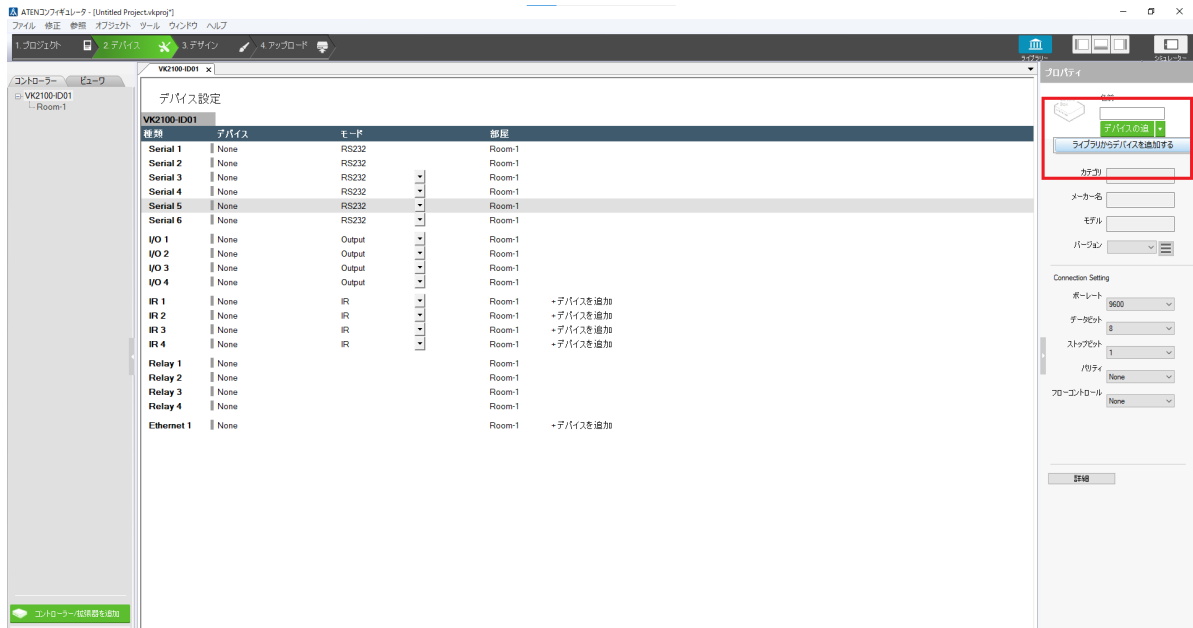 ATENコンフィギュレータ - [Untitled Project.vkproj*]
ファイル 修正 参照 オブジェクト ツール ウィンドウ ヘルプ
1.プロジェクト 2.デバイス 3.デザイン 4.アップロード
ライブラリー シミュレーター
コントローラー ビューワ
VK2100-ID01
Room-1
コントローラー/拡張器を追加
VK2100-ID01 x
デバイス設定
VK2100-ID01
種類 デバイス モード 部屋
Serial 1 None RS232 Room-1
Serial 2 None RS232 Room-1
Serial 3 None RS232 Room-1
Serial 4 None RS232 Room-1
Serial 5 None RS232 Room-1
Serial 6 None RS232 Room-1
I/O 1 None Output Room-1
I/O 2 None Output Room-1
I/O 3 None Output Room-1
I/O 4 None Output Room-1
IR 1 None IR Room-1 +デバイスを追加
IR 2 None IR Room-1 +デバイスを追加
IR 3 None IR Room-1 +デバイスを追加
IR 4 None IR Room-1 +デバイスを追加
Relay 1 None Room-1
Relay 2 None Room-1
Relay 3 None Room-1
Relay 4 None Room-1
Ethernet 1 None Room-1 +デバイスを追加
プロパティ
デバイスの追
ライブラリからデバイスを追加する
カテゴリ
メーカー名
モデル
バージョン
Connection Setting
ボーレート 9600
データビット 8
ストップビット 1
パリティ None
フローコントロール None
詳細